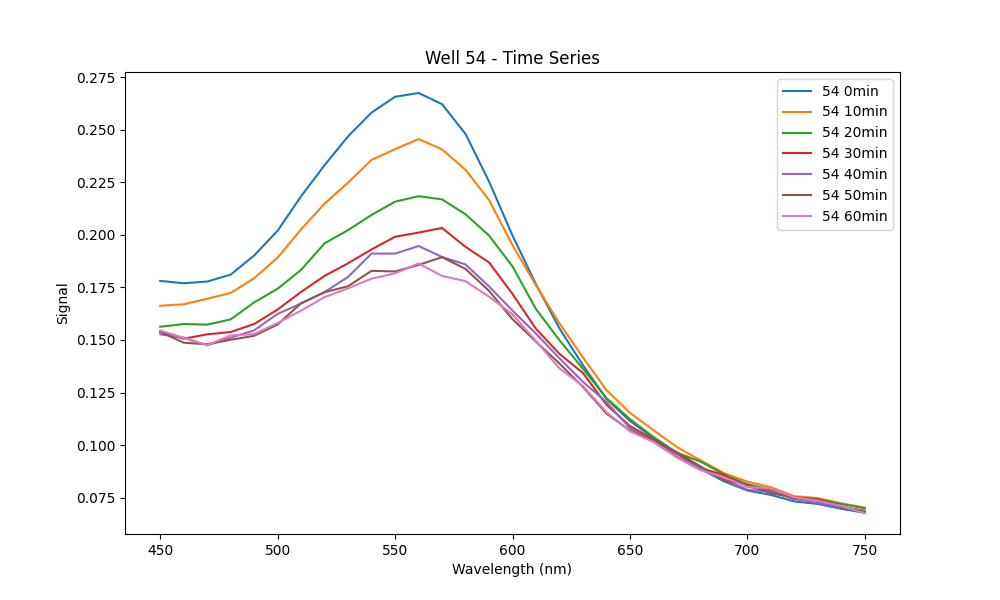 Well 54 - Time Series
0.275
0.250
0.225
0.200
0.175
0.150
0.125
0.100
0.075
Signal
450
500
550
600
650
700
750
Wavelength (nm)
54 0min
54 10min
54 20min
54 30min
54 40min
54 50min
54 60min